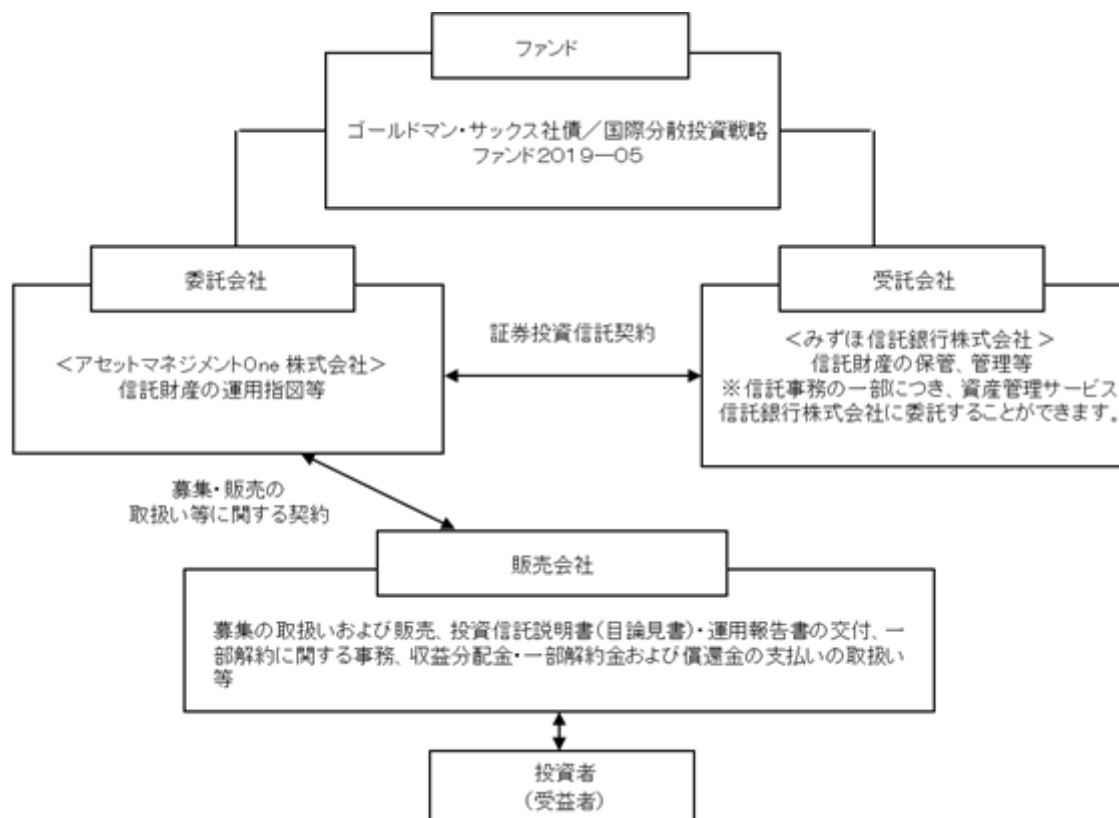 ファンド
ゴールドマン・サックス社債／国際分散投資戦略
ファンド2019―05
委託会社
＜アセットマネジメントOne 株式会社＞
信託財産の運用指図等
証券投資信託契約
受託会社
＜みずほ信託銀行株式会社＞
信託財産の保管、管理等
※信託事務の一部につき、資産管理サービス
信託銀行株式会社に委託することができます。
募集・販売の
取扱い等に関する契約
販売会社
募集の取扱いおよび販売、投資信託説明書(目論見書)・運用報告書の交付、一
部解約に関する事務、収益分配金・一部解約金および償還金の支払いの取扱い
等
投資者
（受益者）